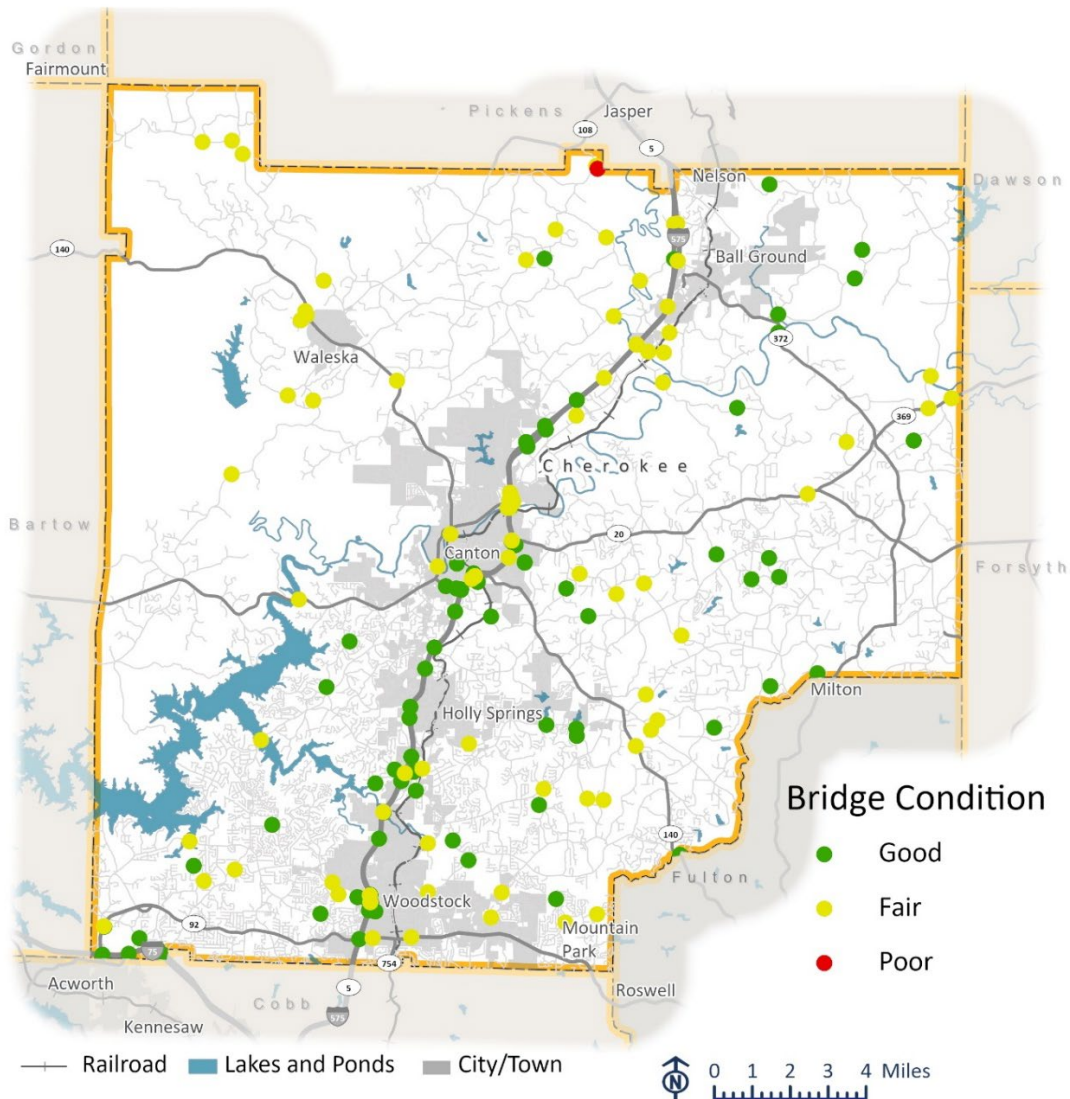 Gordon
Fairmount
Pickens
Jasper
108
5
Nelson
Dawson
140
575
Ball Ground
372
Waleska
369
Cherokee
Bartow
20
Canton
Forsyth
Milton
Holly Springs
Bridge Condition
Good
140
Fair
Fulton
Woodstock
92
Mountain
Park
Poor
75
754
Acworth
5
Roswell
Cobb
575
Kennesaw
Railroad
Lakes and Ponds
City/Town
N
0 1 2 3 4 Miles